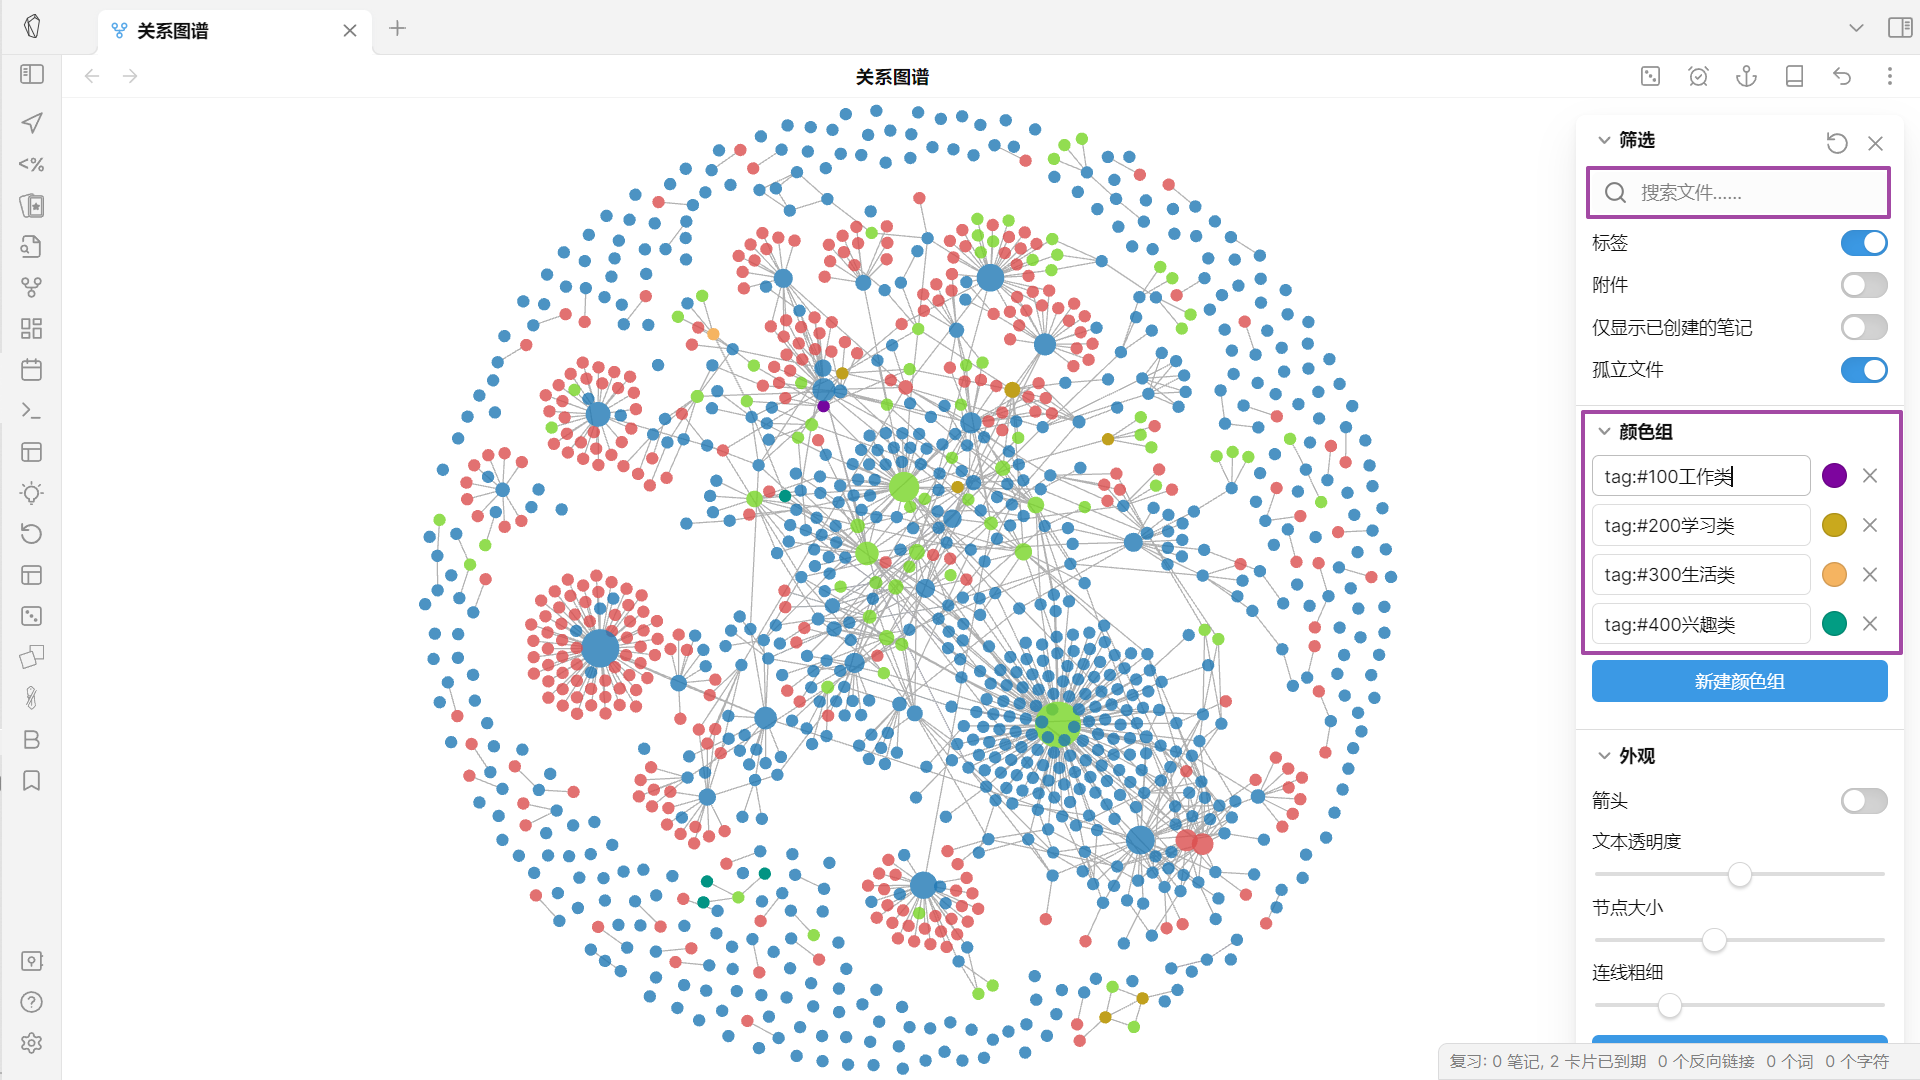 关系图谱
关系图谱
筛选
搜索文件......
标签
附件
仅显示已创建的笔记
孤立文件
颜色组
tag:#100工作类
tag:#200学习类
tag:#300生活类
tag:#400兴趣类
新建颜色组
外观
箭头
文本透明度
节点大小
连线粗细
复习: 0 笔记, 2 卡片已到期 0 个反向链接 0 个词 0 个字符